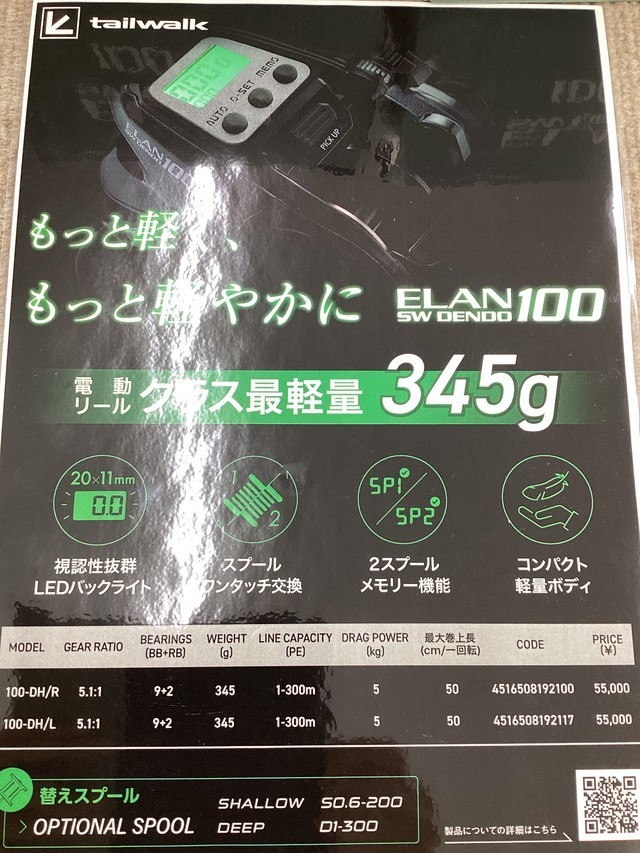 tailwalk
AUTO 0-SET MEMO
PICK UP
ELAN
SW DENDO 100
もっと軽く、
もっと軽やかに
ELAN
SW DENDO 100
電動
リール クラス最軽量 345g
20×11mm
0.0
1
2
SP1
SP2
視認性抜群
LEDバックライト
スプール
ワンタッチ交換
2スプール
メモリー機能
コンパクト
軽量ボディ
MODEL GEAR RATIO BEARINGS (BB+RB) WEIGHT (g) LINE CAPACITY (PE) DRAG POWER (kg) 最大巻上長 (cm/一回転) CODE PRICE (¥)
100-DH/R 5.1:1 9+2 345 1-300m 5 50 4516508192100 55,000
100-DH/L 5.1:1 9+2 345 1-300m 5 50 4516508192117 55,000
替えスプール
OPTIONAL SPOOL
SHALLOW S0.6-200
DEEP D1-300
製品についての詳細はこちら